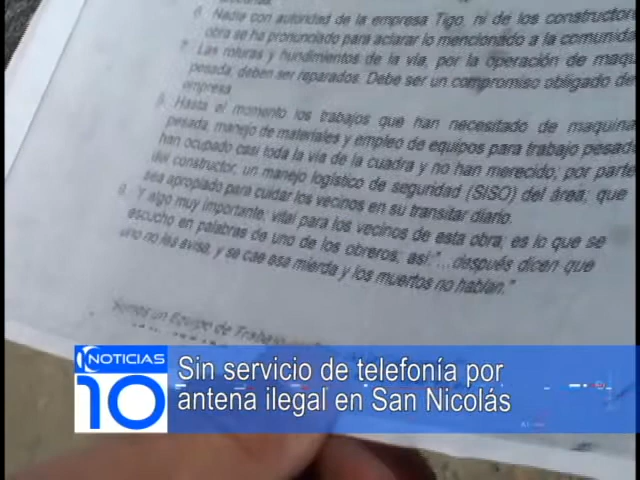 6. Nadie con autoridad de la empresa Tigo, ni de los constructor
obra se ha pronunciado para aclarar lo mencionado a la comunida
7. Las roturas y hundimientos de la vía, por la operación de maqu
pesada, deben ser reparados. Debe ser un compromiso obligado de
empresa
8. Hasta el momento los trabajos que han necesitado de maquina
pesada, manejo de materiales y empleo de equipos para trabajo pesado
han ocupado casi toda la vía de la cuadra y no han merecido, por parte
del constructor, un manejo logístico de seguridad (SISO) del área, que
sea apropiado para cuidar los vecinos en su transitar diario.
9. Y algo muy importante, vital para los vecinos de esta obra, es lo que se
escucho en palabras de uno de los obreros, así:"...después dicen que
uno no les avisa, y se cae esa mierda y los muertos no hablan."
Somos un Equipo de Trabajo
NOTICIAS
10
Sin servicio de telefonía por
antena ilegal en San Nicolás